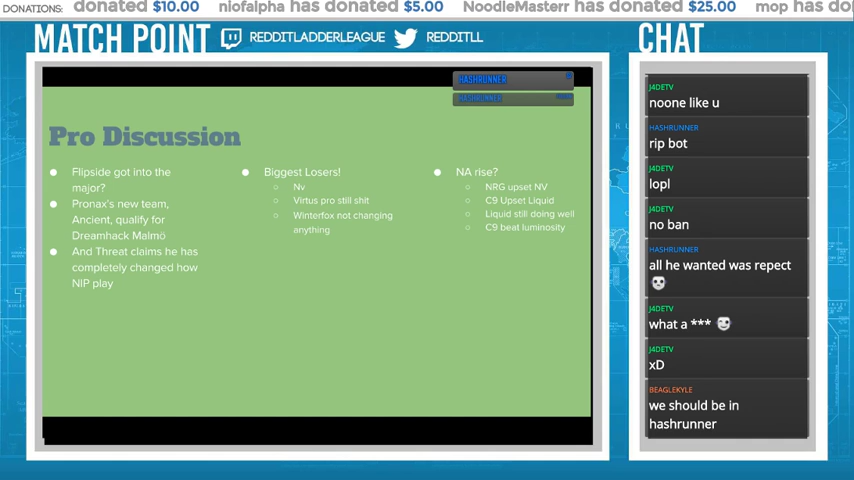 DONATIONS: donated $10.00 niofalpha has donated $5.00 NoodleMasterr has donated $25.00 mop has do
MATCH POINT REDDITLADDERLEAGUE REDDITLL
CHAT
HASHRUNNER
HASHRUNNER
Pro Discussion
Flipside got into the
major?
Pronax's new team,
Ancient, qualify for
Dreamhack Malmö
And Threat claims he has
completely changed how
NIP play
Biggest Losers!
Nv
Virtus pro still shit
Winterfox not changing
anything
NA rise?
NRG upset NV
C9 Upset Liquid
Liquid still doing well
C9 beat luminosity
J4DETV
noone like u
HASHRUNNER
rip bot
J4DETV
lopl
J4DETV
no ban
HASHRUNNER
all he wanted was repect
J4DETV
what a ***
J4DETV
xD
BEAGLEKYLE
we should be in
hashrunner